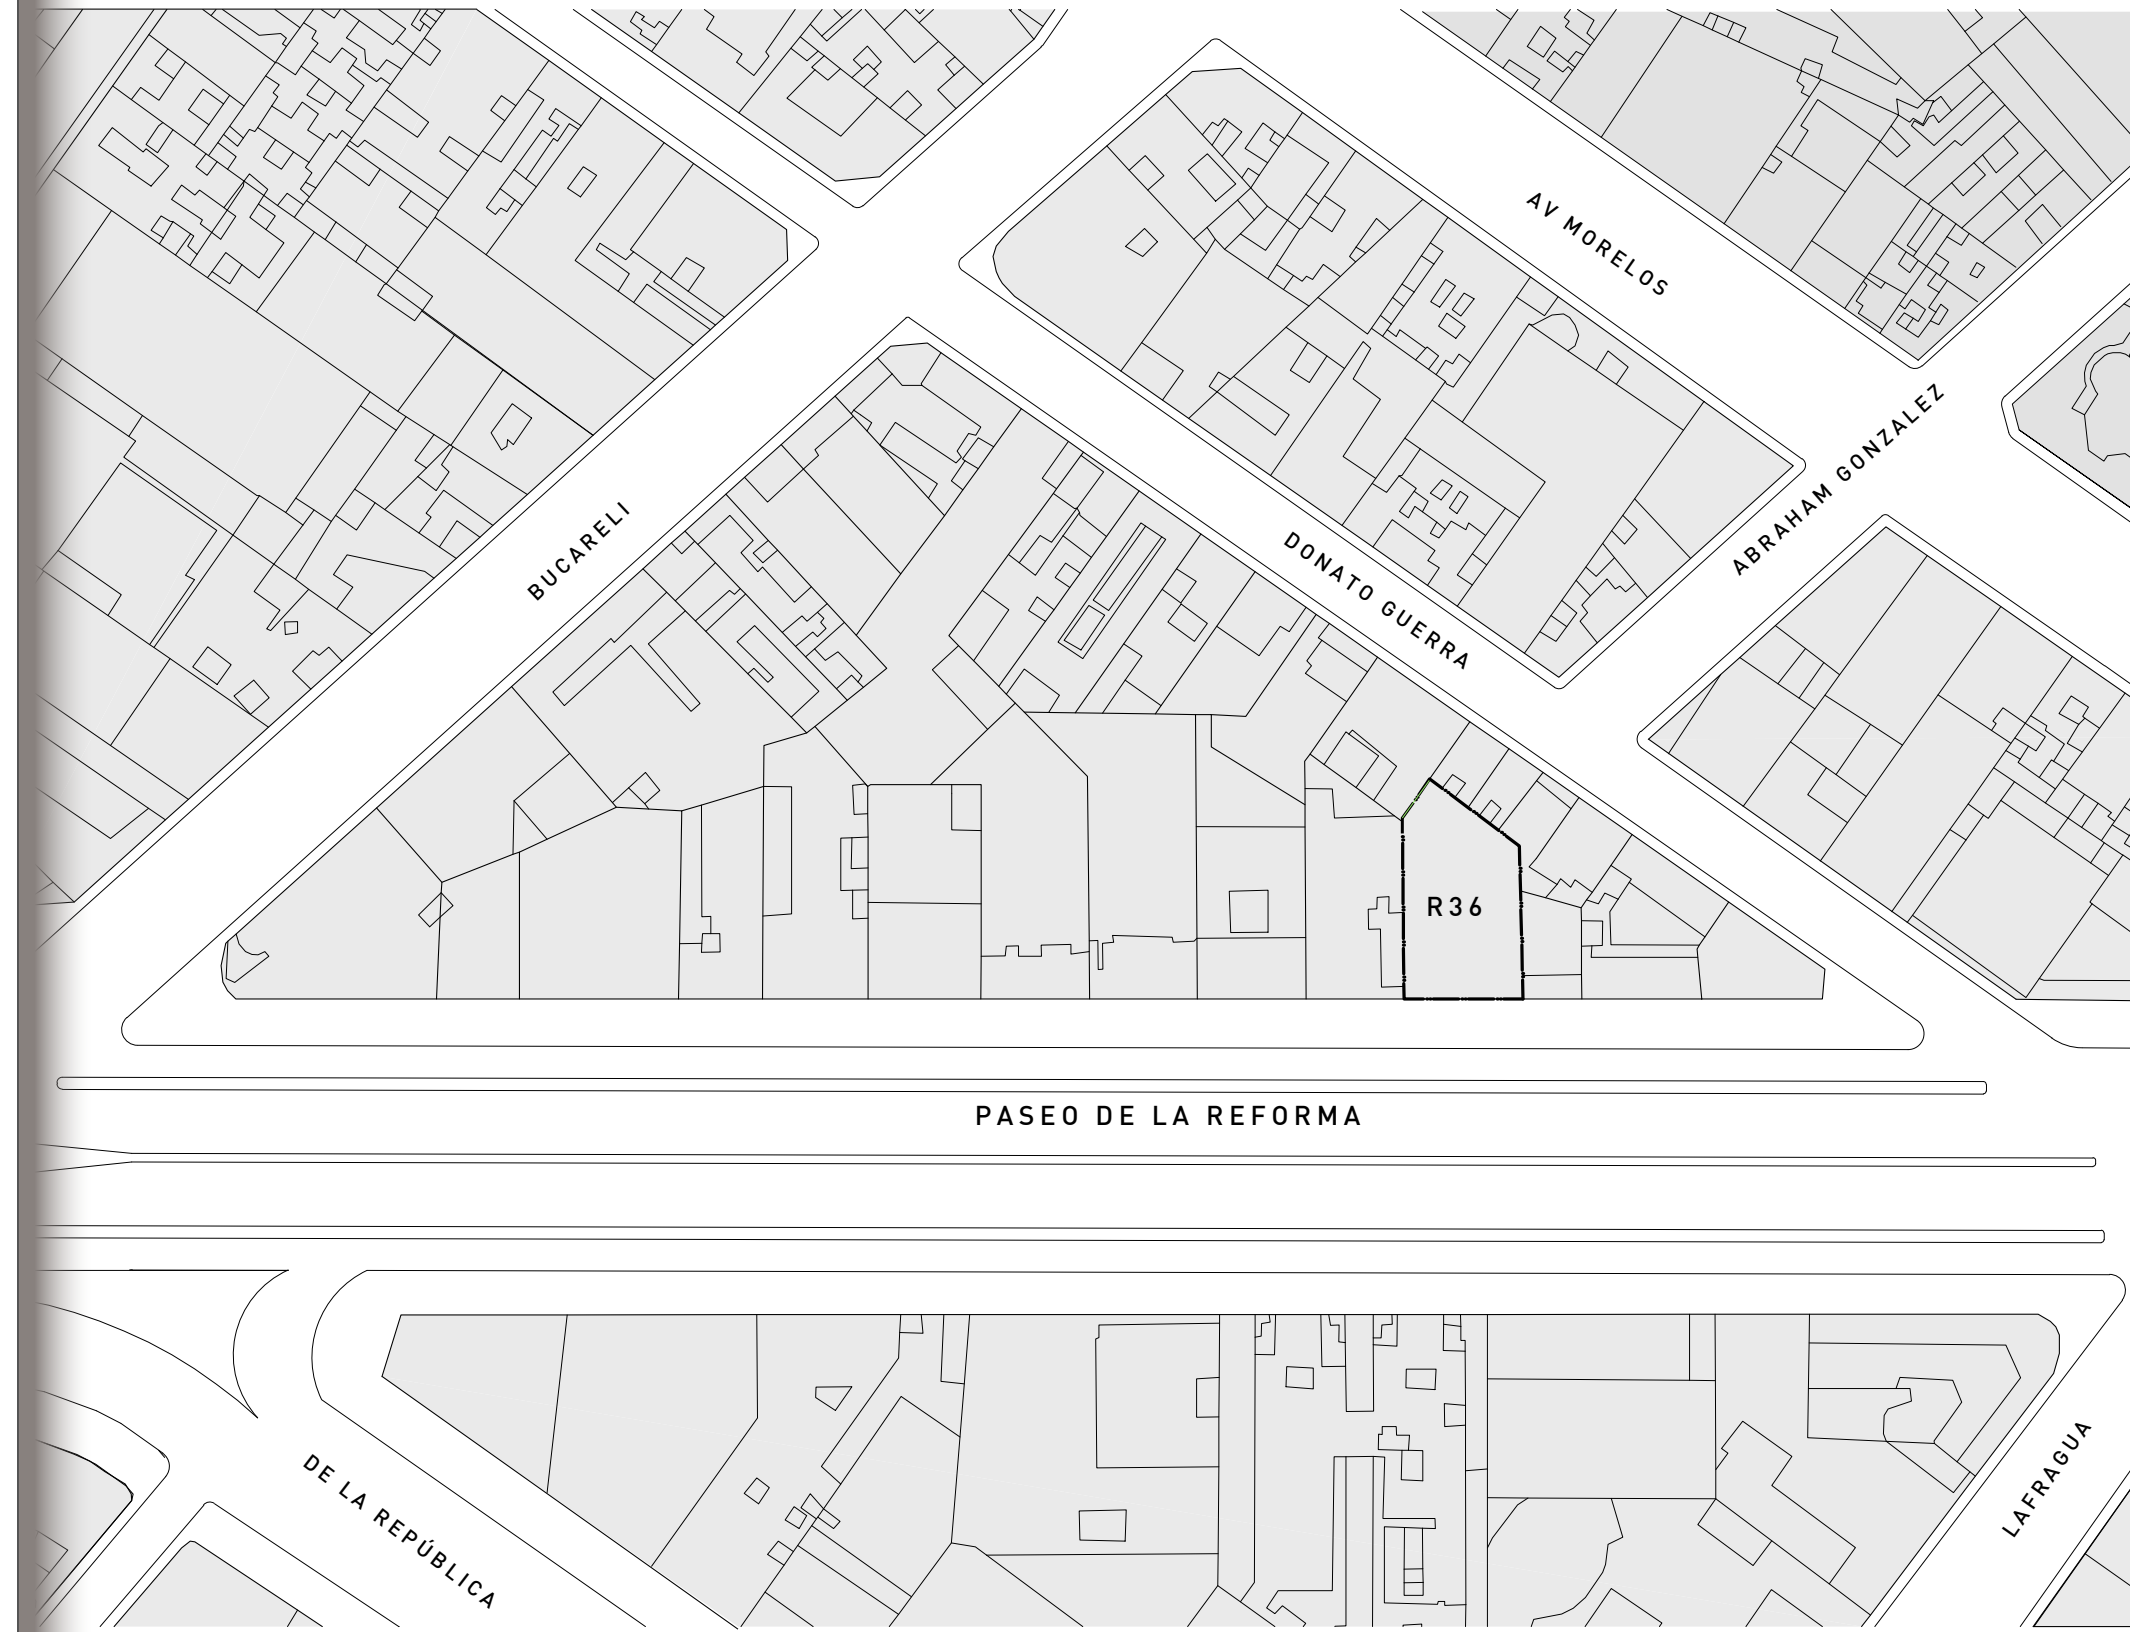 AV MORELOS
ABRAHAM GONZALEZ
BUCARELI
DONATO GUERRA
R36
PASEO DE LA REFORMA
DE LA REPÚBLICA
LAFRAGUA